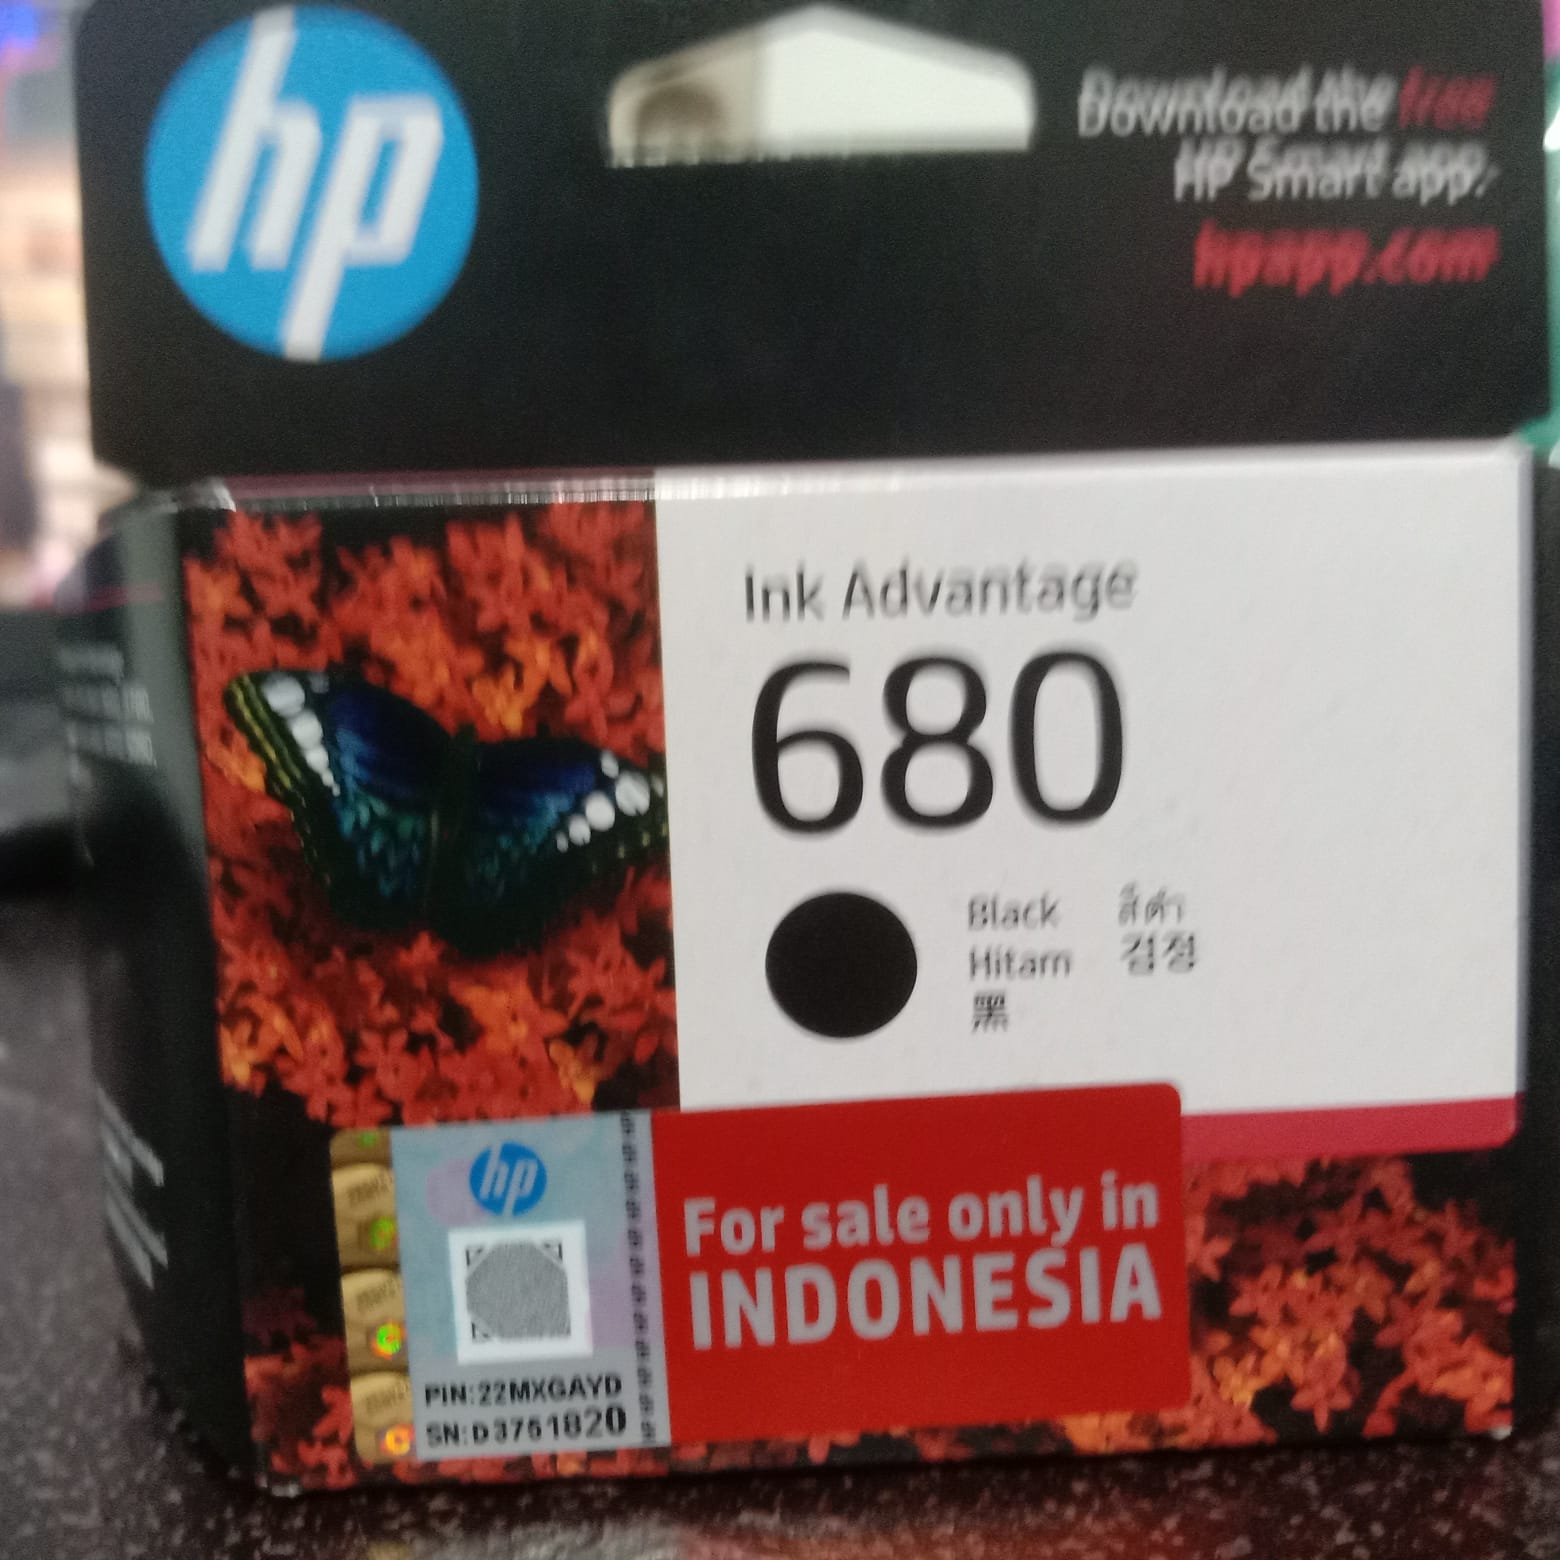 hp
Download the free
HP Smart app.
hpapp.com
Ink Advantage
680
Black สีดำ
Hitam 검정
黑
hp
For sale only in
INDONESIA
PIN:22MXGAYD
SN:D3751820